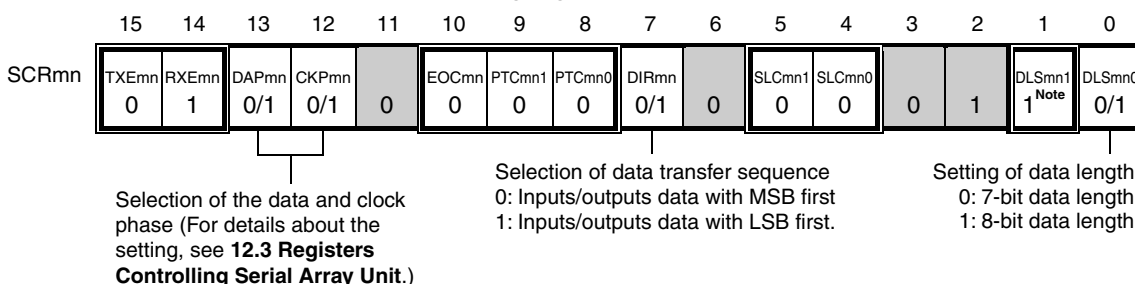 15 14 13 12 11 10 9 8 7 6 5 4 3 2 1 0
SCRmn TXEmn RXEmn DAPmn CKPmn EOCmn PTCmn1 PTCmn0 DIRmn SLCmn1 SLCmn0 DLSmn1 DLSmn0
0 1 0/1 0/1 0 0 0 0 0/1 0 0 0 0 1 1Note 0/1
Selection of the data and clock
phase (For details about the
setting, see 12.3 Registers
Controlling Serial Array Unit.)
Selection of data transfer sequence
0: Inputs/outputs data with MSB first
1: Inputs/outputs data with LSB first.
Setting of data length
0: 7-bit data length
1: 8-bit data length